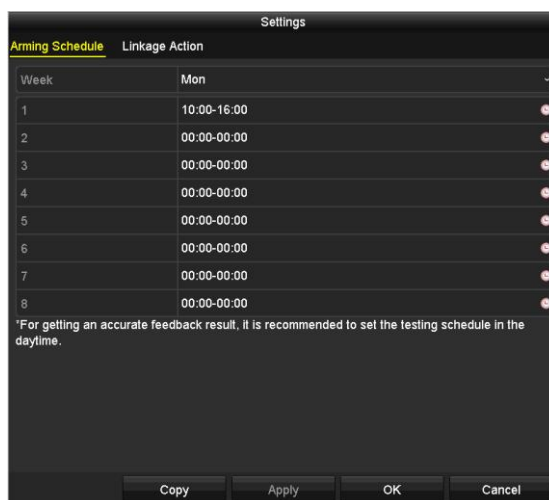 Settings
Arming Schedule Linkage Action
Week Mon
1 10:00-16:00
2 00:00-00:00
3 00:00-00:00
4 00:00-00:00
5 00:00-00:00
6 00:00-00:00
7 00:00-00:00
8 00:00-00:00
*For getting an accurate feedback result, it is recommended to set the testing schedule in the
daytime.
Copy Apply OK Cancel